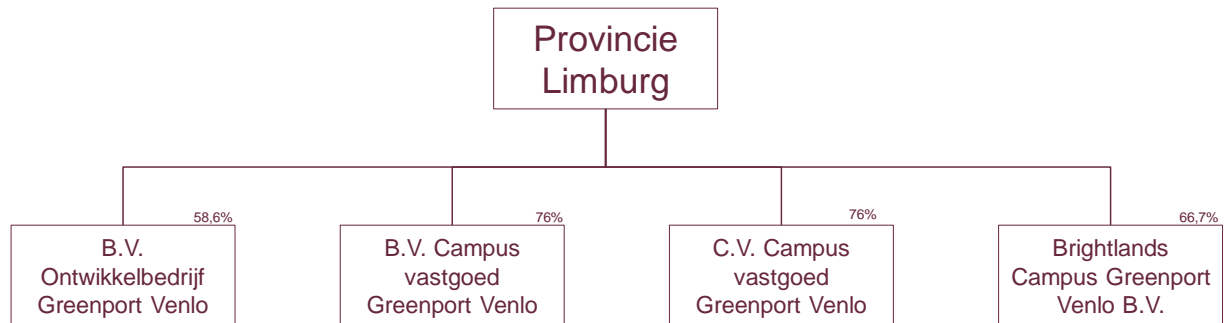 Provincie
Limburg
58,6%
76%
76%
66,7%
B.V.
Ontwikkelbedrijf
Greenport Venlo
B.V. Campus
vastgoed
Greenport Venlo
C.V. Campus
vastgoed
Greenport Venlo
Brightlands
Campus Greenport
Venlo B.V.